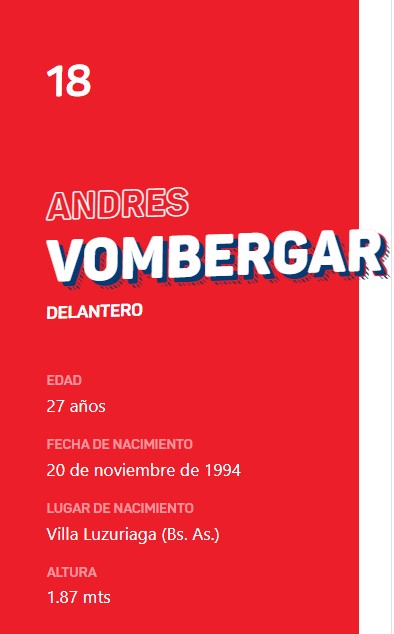 18
ANDRES
VOMBERGAR
DELANTERO
EDAD
27 años
FECHA DE NACIMIENTO
20 de noviembre de 1994
LUGAR DE NACIMIENTO
Villa Luzuriaga (Bs. As.)
ALTURA
1.87 mts